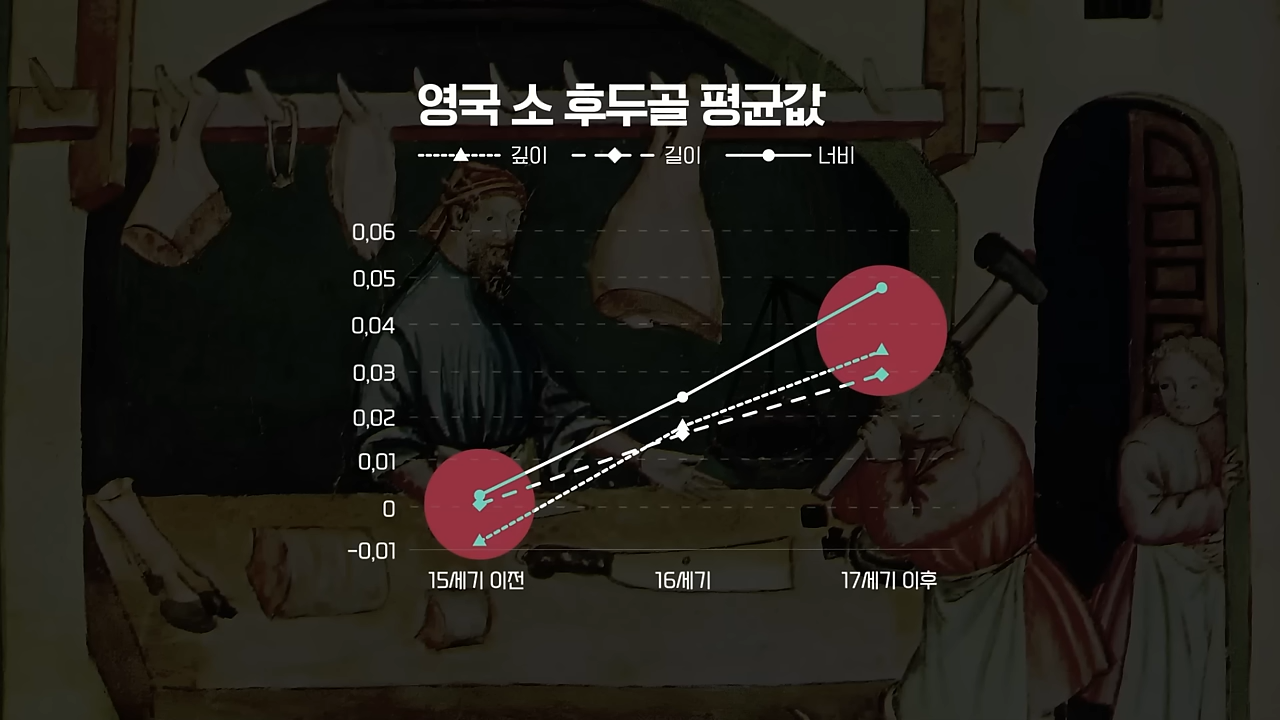 영국 소 후두골 평균값
깊이 길이 너비
0,06
0,05
0,04
0,03
0,02
0,01
0
-0,01
15세기 이전 16세기 17세기 이후